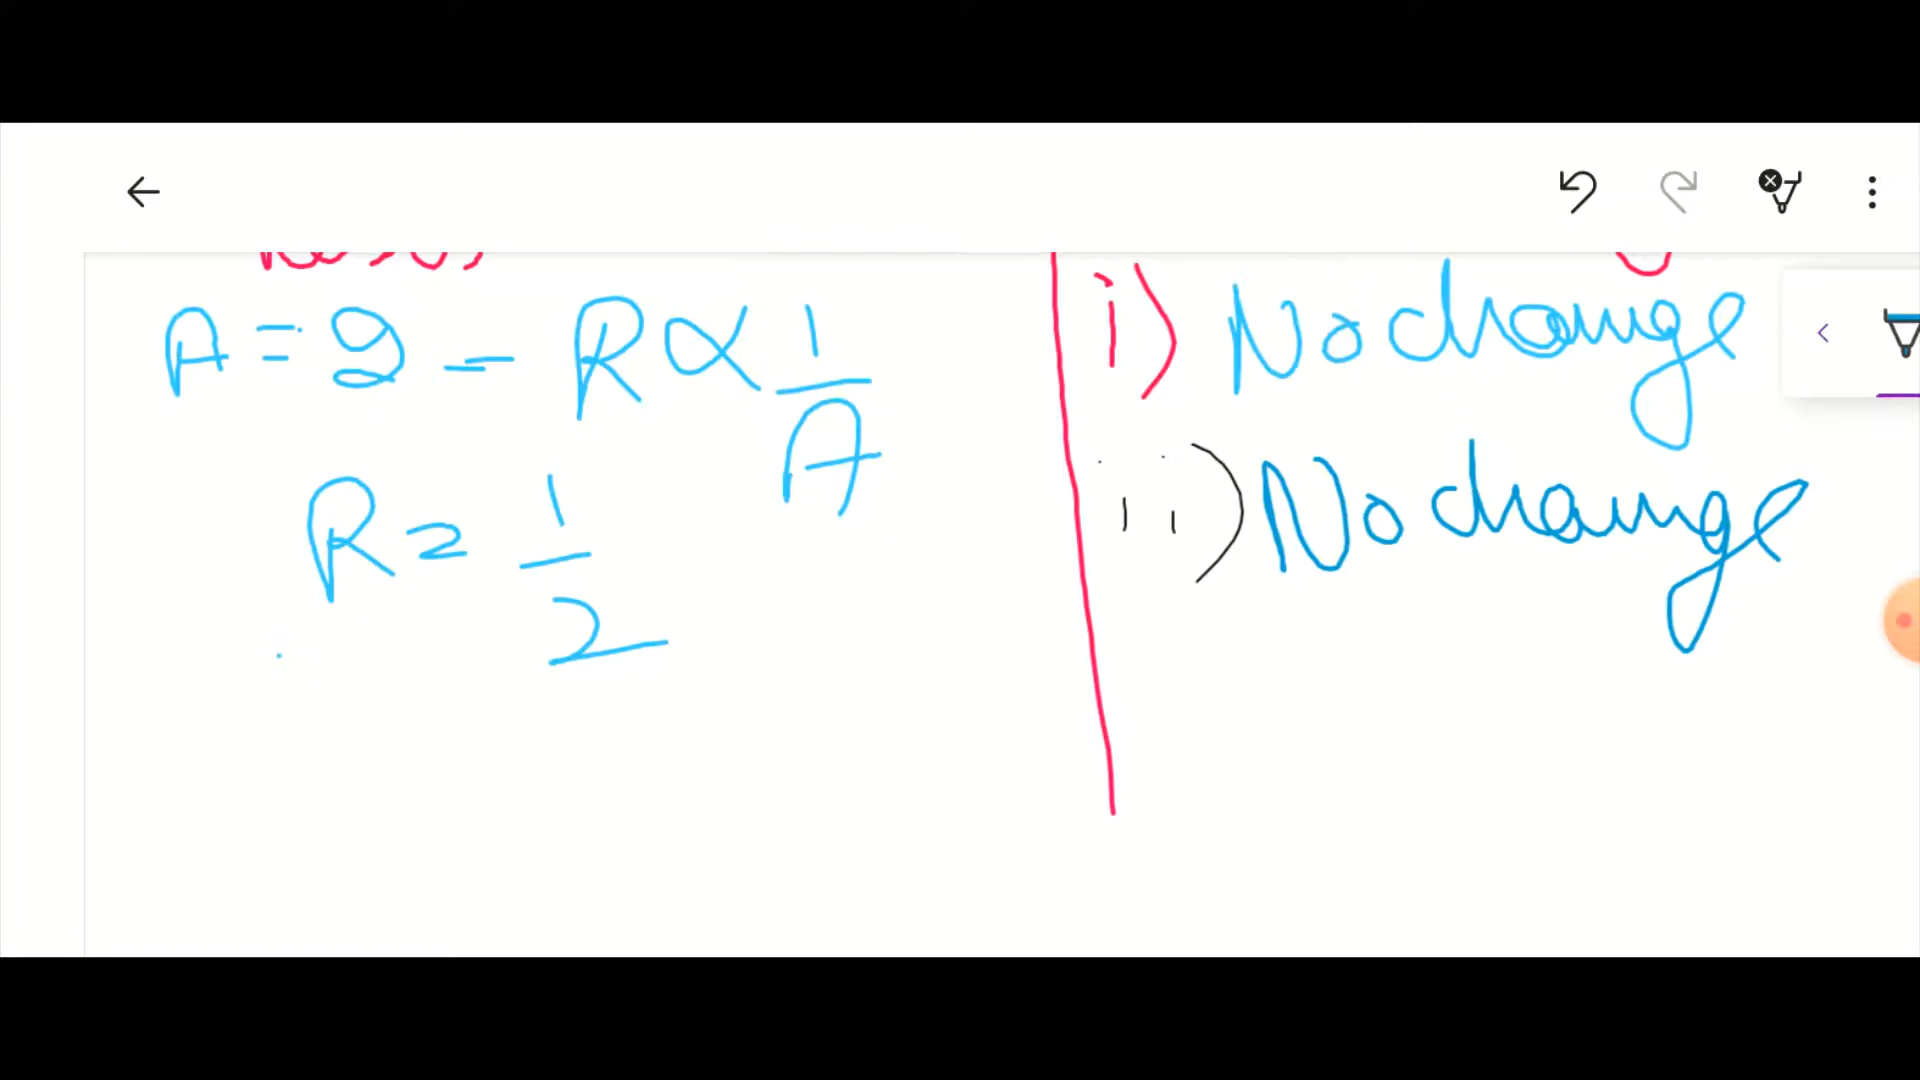 A = 2 - R ∝ 1/A
R = 1/2
i) No change
ii) No change